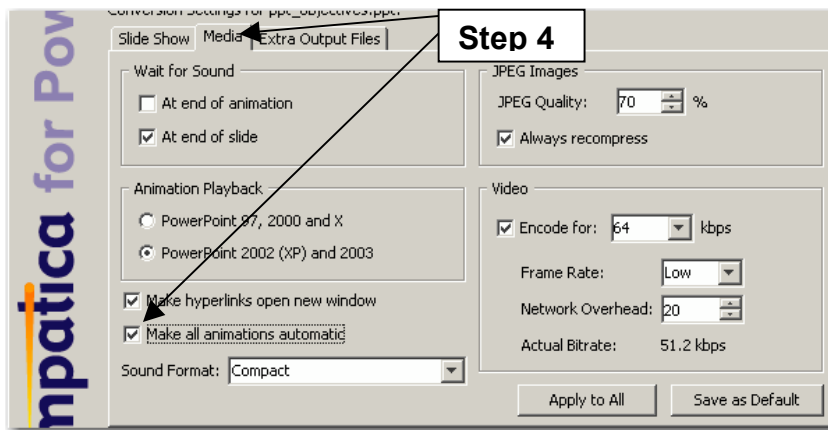 Conversion Settings for ppt_objectives.ppt:
Slide Show Media Extra Output Files
Step 4
Wait for Sound
At end of animation
At end of slide
Animation Playback
PowerPoint 97, 2000 and X
PowerPoint 2002 (XP) and 2003
Make hyperlinks open new window
Make all animations automatic
Sound Format: Compact
JPEG Images
JPEG Quality: 70 %
Always recompress
Video
Encode for: 64 kbps
Frame Rate: Low
Network Overhead: 20
Actual Bitrate: 51.2 kbps
Apply to All Save as Default
mpatica for Pow